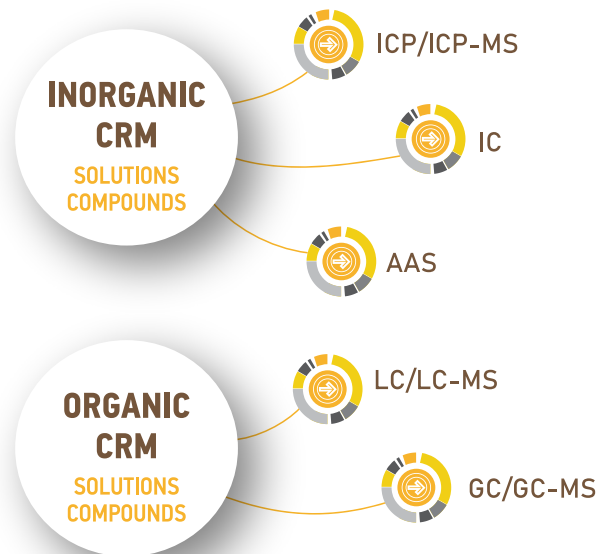 INORGANIC
CRM
SOLUTIONS
COMPOUNDS
ICP/ICP-MS
IC
AAS
ORGANIC
CRM
SOLUTIONS
COMPOUNDS
LC/LC-MS
GC/GC-MS